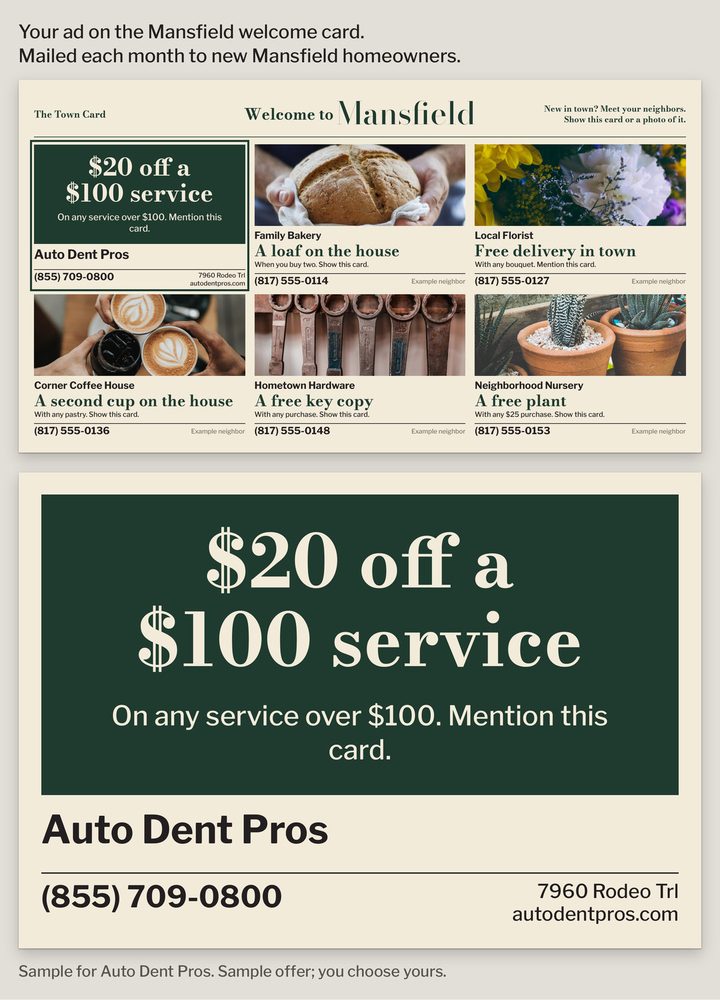 Your ad on the Mansfield welcome card.
Mailed each month to new Mansfield homeowners.
The Town Card
Welcome to Mansfield
New in town? Meet your neighbors.
Show this card or a photo of it.
$20 off a
$100 service
On any service over $100. Mention this
card.
Auto Dent Pros
(855) 709-0800
7960 Rodeo Trl
autodentpros.com
Family Bakery
A loaf on the house
When you buy two. Show this card.
(817) 555-0114
Example neighbor
Local Florist
Free delivery in town
With any bouquet. Mention this card.
(817) 555-0127
Example neighbor
Corner Coffee House
A second cup on the house
With any pastry. Show this card.
(817) 555-0136
Example neighbor
Hometown Hardware
A free key copy
With any purchase. Show this card.
(817) 555-0148
Example neighbor
Neighborhood Nursery
A free plant
With any $25 purchase. Show this card.
(817) 555-0153
Example neighbor
$20 off a
$100 service
On any service over $100. Mention this
card.
Auto Dent Pros
(855) 709-0800
7960 Rodeo Trl
autodentpros.com
Sample for Auto Dent Pros. Sample offer; you choose yours.